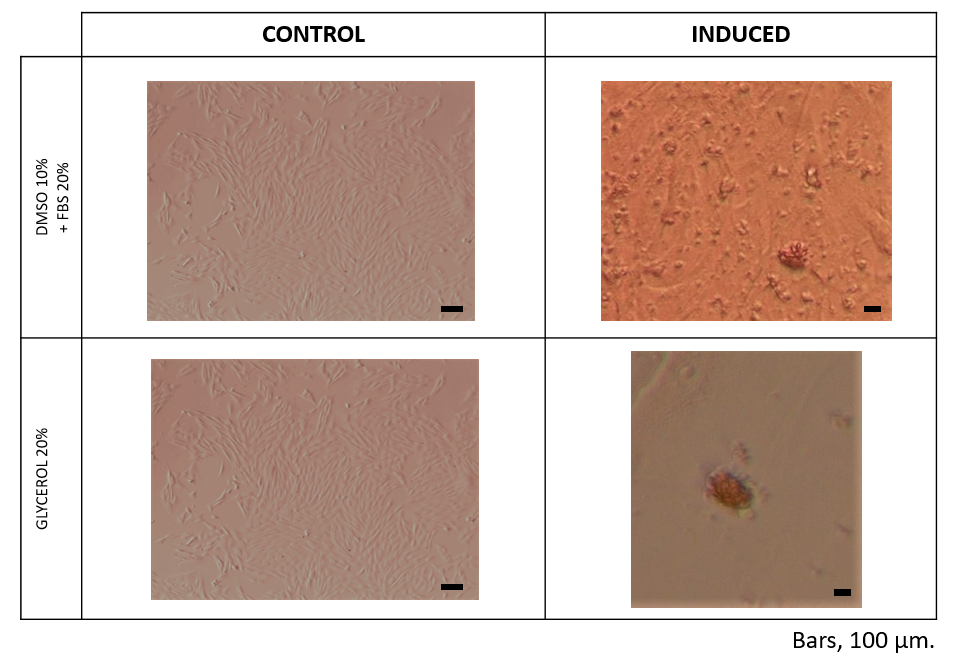 CONTROL
INDUCED
DMSO 10%
+ FBS 20%
GLYCEROL 20%
Bars, 100 µm.